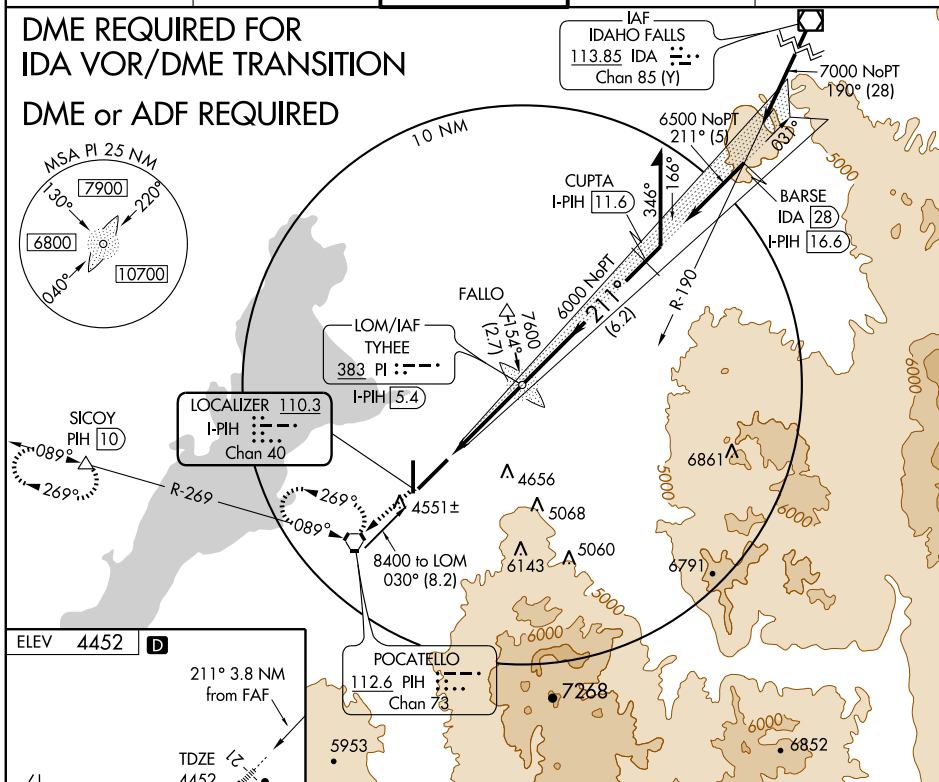 DME REQUIRED FOR
IDA VOR/DME TRANSITION
DME or ADF REQUIRED
MSA PI 25 NM
7900
130°
220°
6800
10700
040°
10 NM
IAF
IDAHO FALLS
113.85 IDA
Chan 85 (Y)
7000 NoPT
190° (28)
6500 NoPT
211° (5)
031°
5000
CUPTA
I-PIH 11.6
346°
166°
BARSE
IDA 28
I-PIH 16.6
R-190
6000 NoPT
211°
(6.2)
FALLO
7600
154°
(2.7)
LOM/IAF
TYHEE
383 PI
I-PIH 5.4
6000
LOCALIZER 110.3
I-PIH
Chan 40
SICOY
PIH 10
089°
269°
R-269
269°
089°
4551±
4656
5068
6143
5060
6861
6000
5000
6791
8400 to LOM
030° (8.2)
5000
6000
POCATELLO
112.6 PIH
Chan 73
7268
5953
6000
6852
ELEV 4452 D
211° 3.8 NM
from FAF
21
TDZE
4452